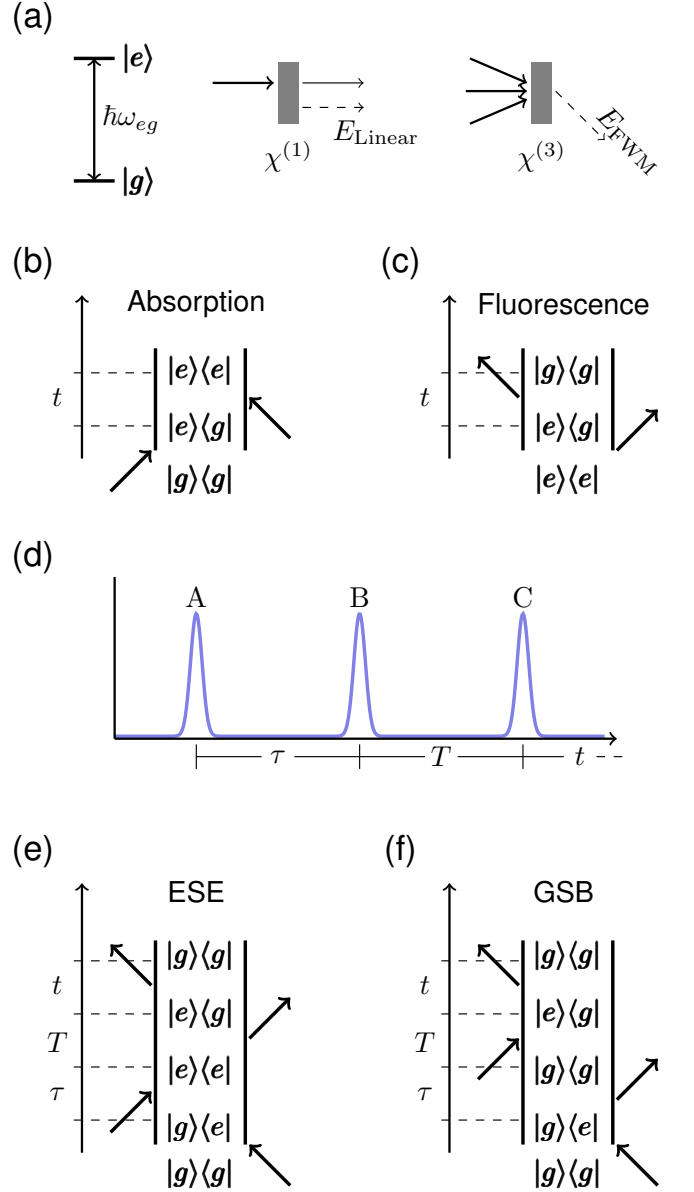 (a)
|e⟩
ħω_eg
|g⟩
χ^(1)
E_Linear
χ^(3)
E_FWM
(b)
Absorption
|e⟩⟨e|
t
|e⟩⟨g|
|g⟩⟨g|
(c)
Fluorescence
|g⟩⟨g|
t
|e⟩⟨g|
|e⟩⟨e|
(d)
A B C
τ T t
(e)
ESE
|g⟩⟨g|
t
|e⟩⟨g|
T
|e⟩⟨e|
τ
|g⟩⟨e|
|g⟩⟨g|
(f)
GSB
|g⟩⟨g|
t
|e⟩⟨g|
T
|g⟩⟨g|
τ
|g⟩⟨e|
|g⟩⟨g|